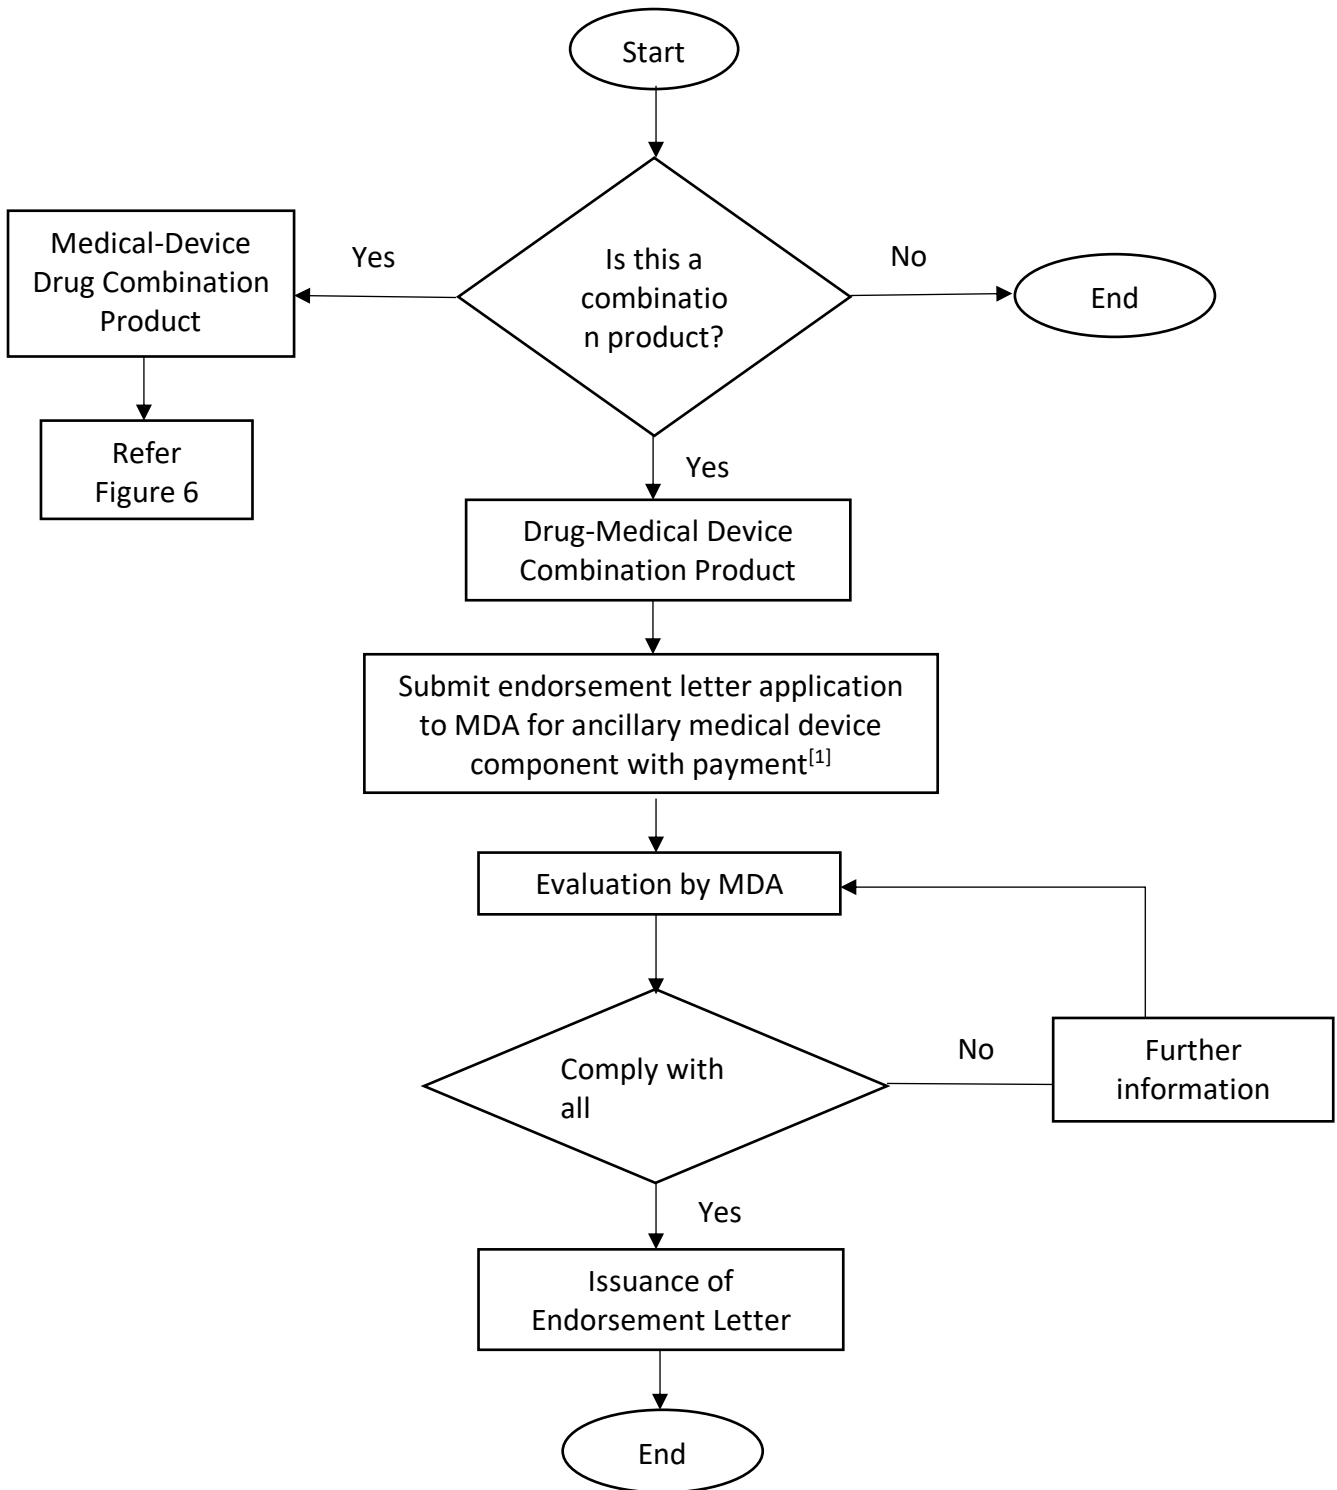 Start
Is this a
combinatio
n product?
Yes
No
Medical-Device
Drug Combination
Product
End
Refer
Figure 6
Yes
Drug-Medical Device
Combination Product
Submit endorsement letter application
to MDA for ancillary medical device
component with payment[1]
Evaluation by MDA
Comply with
all
No
Further
information
Yes
Issuance of
Endorsement Letter
End